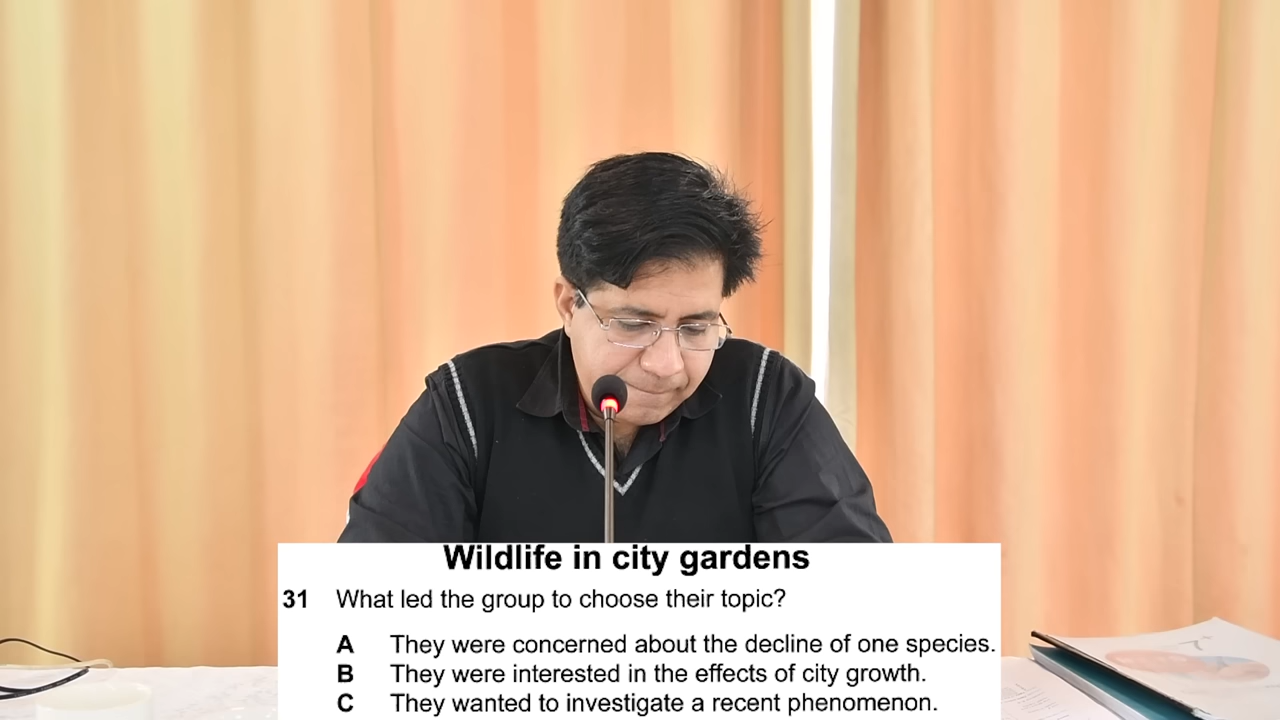 Wildlife in city gardens
31 What led the group to choose their topic?
A They were concerned about the decline of one species.
B They were interested in the effects of city growth.
C They wanted to investigate a recent phenomenon.